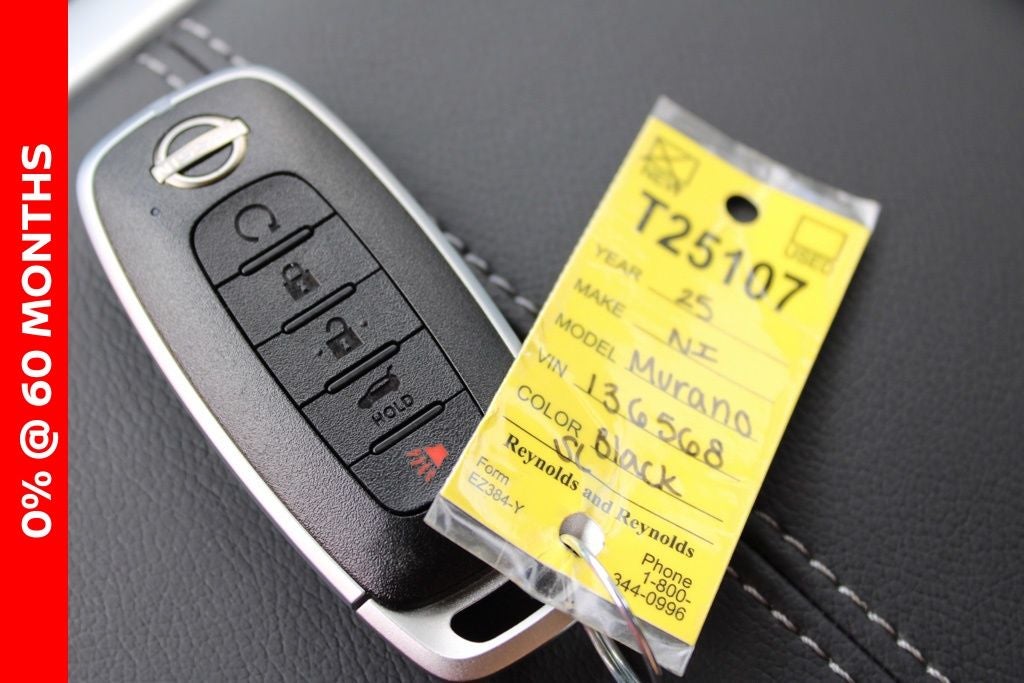 0% @ 60 MONTHS
HOLD
NEW
USED
T25107
YEAR 25
MAKE NI
MODEL Murano
VIN 136568
COLOR Black
SL
Reynolds and Reynolds
Form
EZ384-Y
Phone
1-800-
344-0996